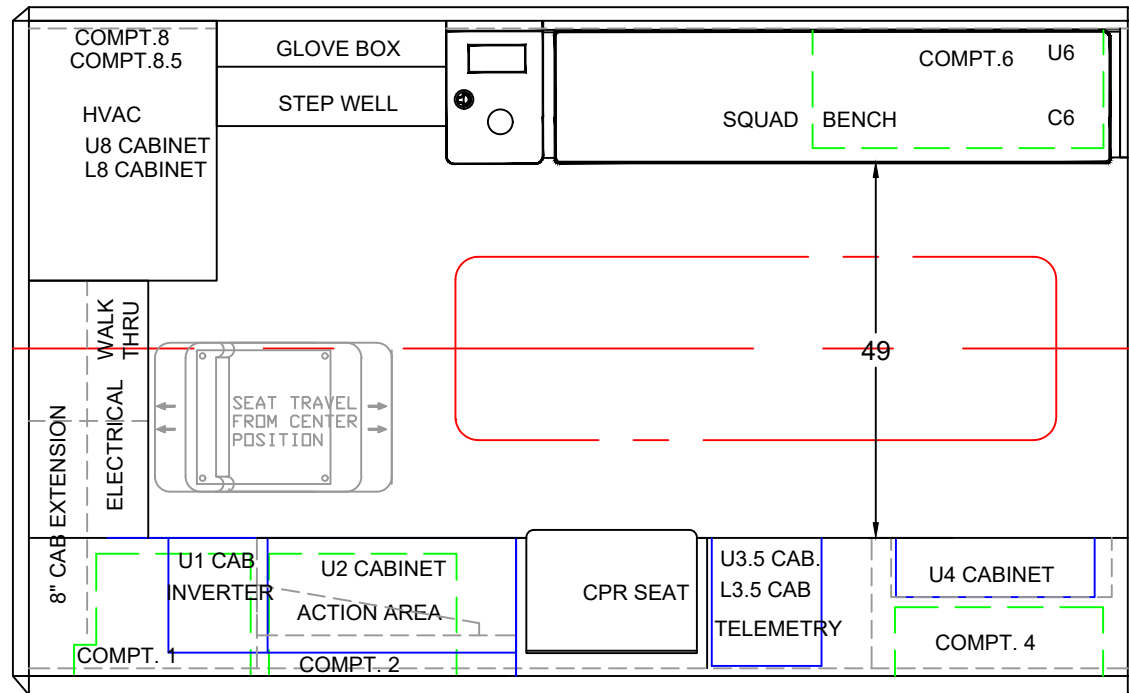 COMPT.8
COMPT.8.5
HVAC
U8 CABINET
L8 CABINET
GLOVE BOX
STEP WELL
COMPT.6 U6
SQUAD BENCH C6
WALK
THRU
ELECTRICAL
8" CAB EXTENSION
SEAT TRAVEL
FROM CENTER
POSITION
49
U1 CAB
INVERTER
COMPT. 1
U2 CABINET
ACTION AREA
COMPT. 2
CPR SEAT
U3.5 CAB.
L3.5 CAB
TELEMETRY
U4 CABINET
COMPT. 4